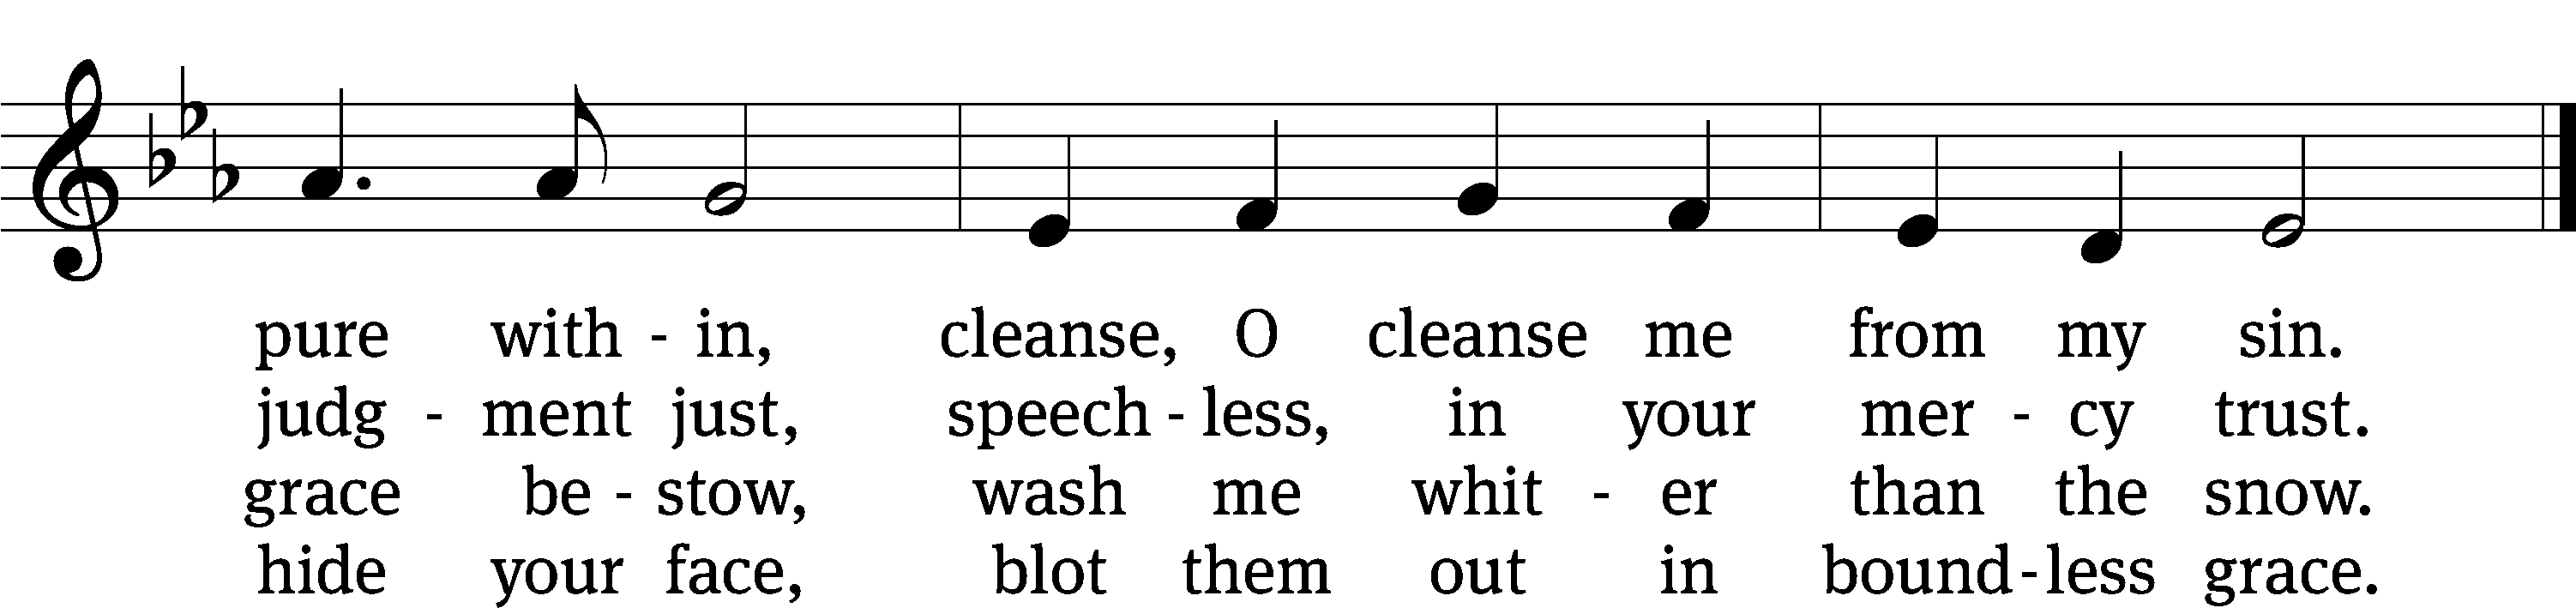 pure with - in, cleanse, O cleanse me from my sin.
judg - ment just, speech - less, in your mer - cy trust.
grace be - stow, wash me whit - er than the snow.
hide your face, blot them out in bound - less grace.